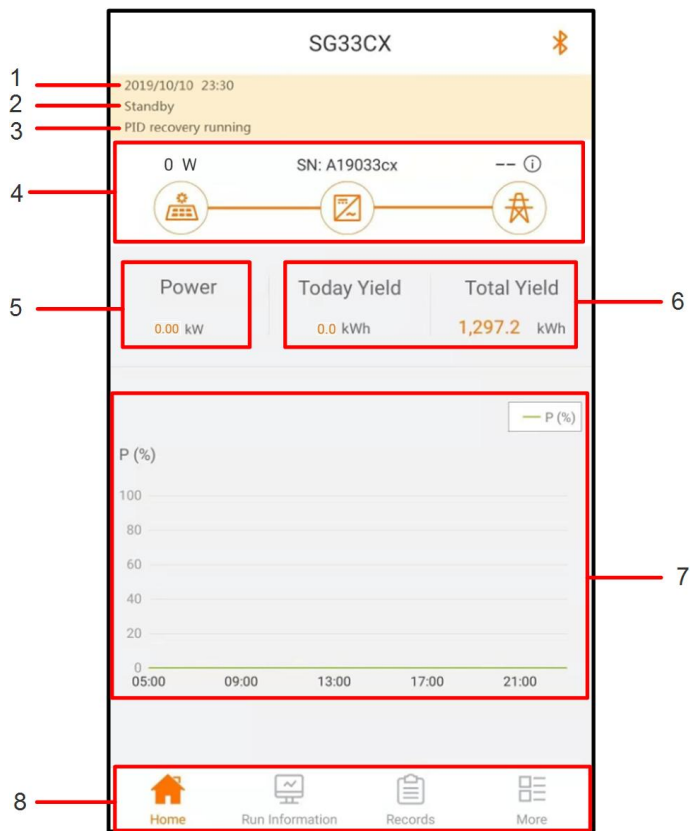 SG33CX
1 2019/10/10 23:30
2 Standby
3 PID recovery running
4
0 W SN: A19033cx --
5
Power Today Yield Total Yield
6
0.00 kW 0.0 kWh 1,297.2 kWh
P (%)
P (%)
100
80
60
7
40
20
0
05:00 09:00 13:00 17:00 21:00
8
Home Run Information Records More